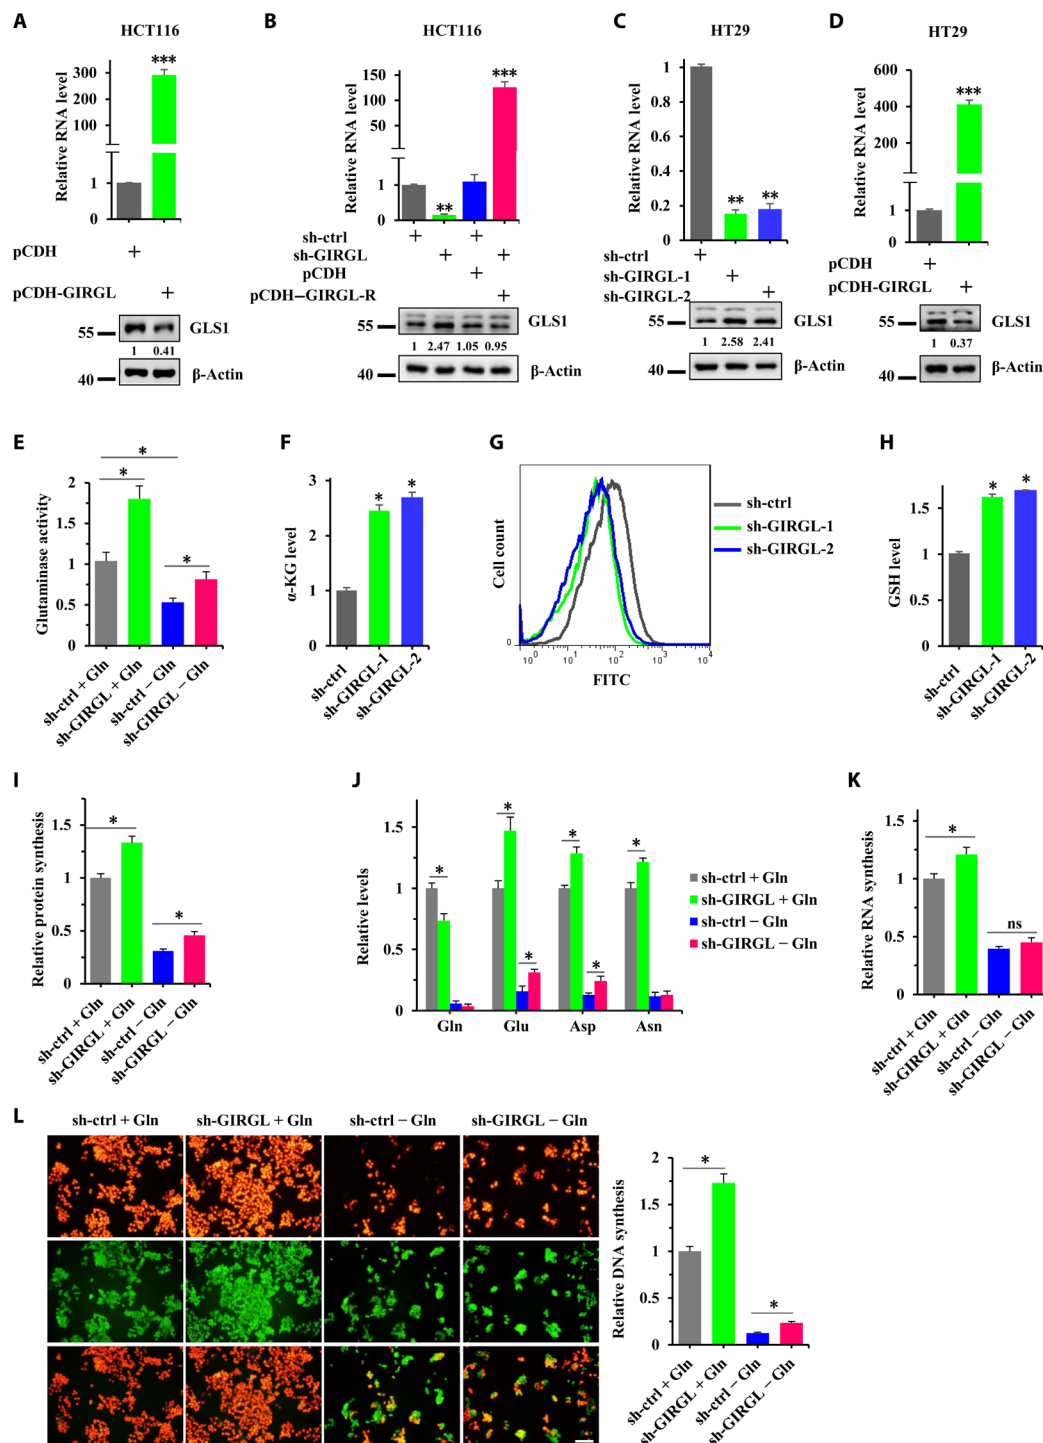 A
HCT116
Relative RNA level
300
200
100
1
0
***
pCDH
+
pCDH-GIRGL
+
55
GLS1
1 0.41
40
β-Actin
B
HCT116
Relative RNA level
150
100
50
1
0
**
***
sh-ctrl
+ +
sh-GIRGL
+ +
pCDH
+
pCDH–GIRGL-R
+
55
GLS1
1 2.47 1.05 0.95
40
β-Actin
C
HT29
Relative RNA level
1
0.8
0.6
0.4
0.2
0
** **
sh-ctrl
+
sh-GIRGL-1
+
sh-GIRGL-2
+
55
GLS1
1 2.58 2.41
40
β-Actin
D
HT29
Relative RNA level
600
400
200
1
0
***
pCDH
+
pCDH-GIRGL
+
55
GLS1
1 0.37
40
β-Actin
E
Glutaminase activity
2
1.5
1
0.5
0
*
*
*
sh-ctrl + Gln
sh-GIRGL + Gln
sh-ctrl – Gln
sh-GIRGL – Gln
F
α-KG level
3
2
1
0
* *
sh-ctrl
sh-GIRGL-1
sh-GIRGL-2
G
Cell count
0
10⁰ 10¹ 10² 10³ 10⁴
FITC
sh-ctrl
sh-GIRGL-1
sh-GIRGL-2
H
GSH level
1.5
1
0.5
0
* *
sh-ctrl
sh-GIRGL-1
sh-GIRGL-2
I
Relative protein synthesis
1.5
1
0.5
0
*
*
sh-ctrl + Gln
sh-GIRGL + Gln
sh-ctrl – Gln
sh-GIRGL – Gln
J
Relative levels
1.5
1
0.5
0
* * * *
* *
Gln Glu Asp Asn
sh-ctrl + Gln
sh-GIRGL + Gln
sh-ctrl – Gln
sh-GIRGL – Gln
K
Relative RNA synthesis
1.5
1
0.5
0
*
ns
sh-ctrl + Gln
sh-GIRGL + Gln
sh-ctrl – Gln
sh-GIRGL – Gln
L
sh-ctrl + Gln sh-GIRGL + Gln sh-ctrl – Gln sh-GIRGL – Gln
Relative DNA synthesis
2
1.5
1
0.5
0
*
*
sh-ctrl + Gln
sh-GIRGL + Gln
sh-ctrl – Gln
sh-GIRGL – Gln